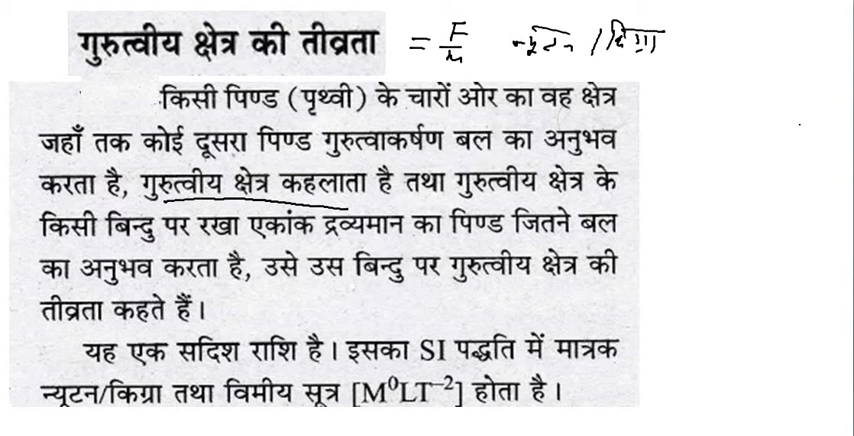 गुरुत्वीय क्षेत्र की तीव्रता = F/m न्यूटन / किग्रा
किसी पिण्ड (पृथ्वी) के चारों ओर का वह क्षेत्र
जहाँ तक कोई दूसरा पिण्ड गुरुत्वाकर्षण बल का अनुभव
करता है, गुरुत्वीय क्षेत्र कहलाता है तथा गुरुत्वीय क्षेत्र के
किसी बिन्दु पर रखा एकांक द्रव्यमान का पिण्ड जितने बल
का अनुभव करता है, उसे उस बिन्दु पर गुरुत्वीय क्षेत्र की
तीव्रता कहते हैं।
यह एक सदिश राशि है। इसका SI पद्धति में मात्रक
न्यूटन/किग्रा तथा विमीय सूत्र [M⁰LT⁻²] होता है।